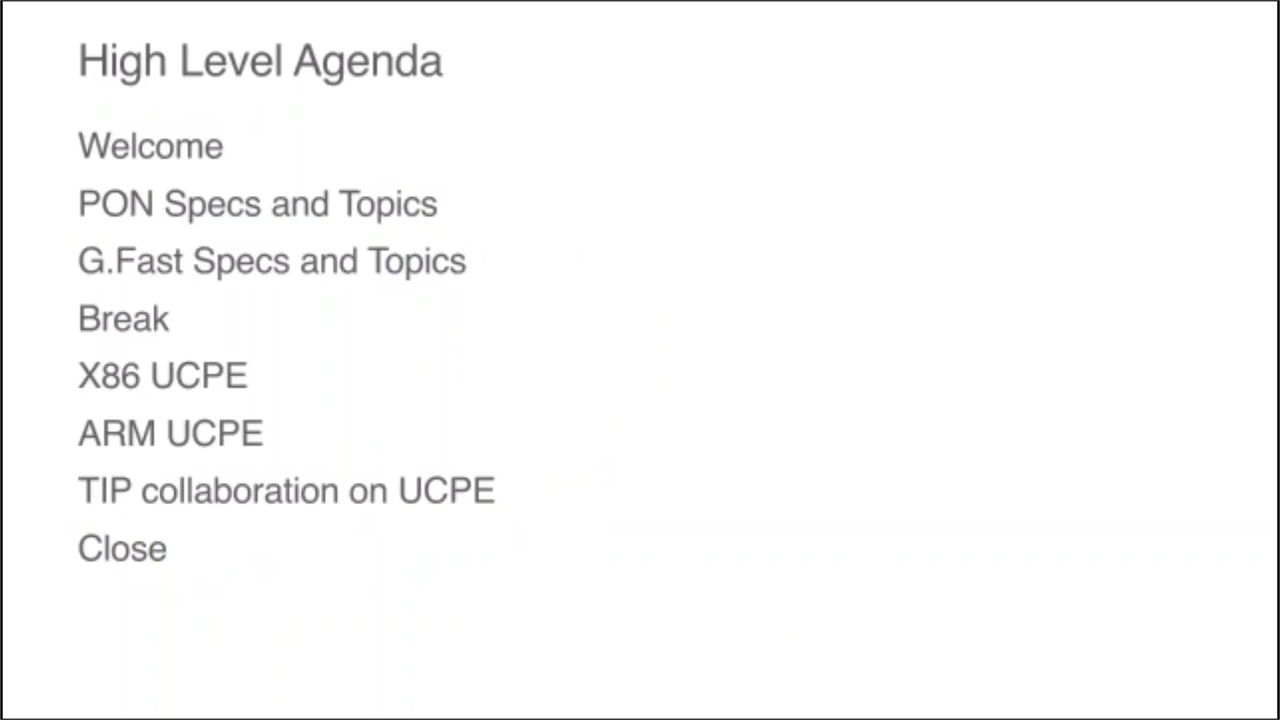 High Level Agenda
Welcome
PON Specs and Topics
G.Fast Specs and Topics
Break
X86 UCPE
ARM UCPE
TIP collaboration on UCPE
Close